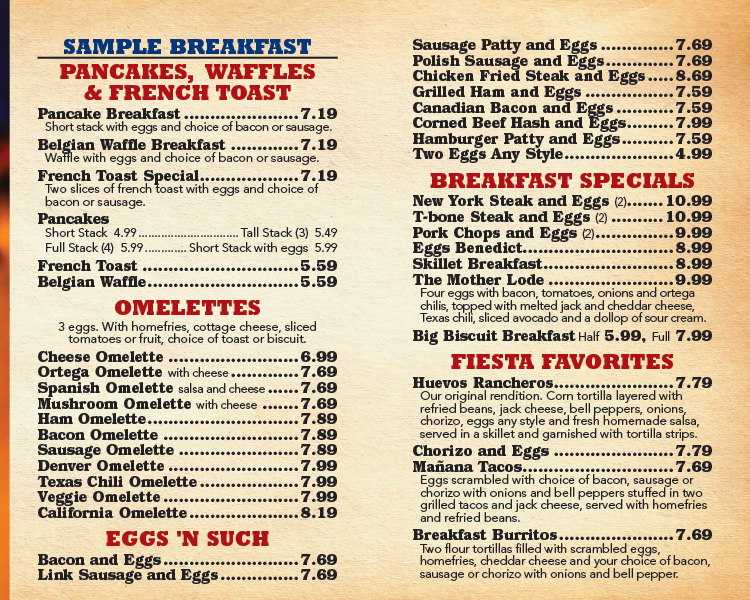 SAMPLE BREAKFAST
PANCAKES, WAFFLES
& FRENCH TOAST
Pancake Breakfast ........................ 7.19
Short stack with eggs and choice of bacon or sausage.
Belgian Waffle Breakfast ............... 7.19
Waffle with eggs and choice of bacon or sausage.
French Toast Special..................... 7.19
Two slices of french toast with eggs and choice of
bacon or sausage.
Pancakes
Short Stack 4.99.............................. Tall Stack (3) 5.49
Full Stack (4) 5.99............ Short Stack with eggs 5.99
French Toast ................................. 5.59
Belgian Waffle................................ 5.59
OMELETTES
3 eggs. With homefries, cottage cheese, sliced
tomatoes or fruit, choice of toast or biscuit.
Cheese Omelette ............................ 6.99
Ortega Omelette with cheese ............... 7.69
Spanish Omelette salsa and cheese ....... 7.69
Mushroom Omelette with cheese ....... 7.69
Ham Omelette................................ 7.89
Bacon Omelette ............................. 7.89
Sausage Omelette .......................... 7.89
Denver Omelette ............................ 7.99
Texas Chili Omelette ..................... 7.99
Veggie Omelette ............................ 7.99
California Omelette ....................... 8.19
EGGS 'N SUCH
Bacon and Eggs............................. 7.69
Link Sausage and Eggs................. 7.69
Sausage Patty and Eggs ............... 7.69
Polish Sausage and Eggs............... 7.69
Chicken Fried Steak and Eggs ..... 8.69
Grilled Ham and Eggs .................. 7.59
Canadian Bacon and Eggs ............ 7.59
Corned Beef Hash and Eggs.......... 7.99
Hamburger Patty and Eggs........... 7.59
Two Eggs Any Style....................... 4.99
BREAKFAST SPECIALS
New York Steak and Eggs (2)....... 10.99
T-bone Steak and Eggs (2) ........... 10.99
Pork Chops and Eggs (2)............... 9.99
Eggs Benedict................................ 8.99
Skillet Breakfast............................ 8.99
The Mother Lode .......................... 9.99
Four eggs with bacon, tomatoes, onions and ortega
chilis, topped with melted jack and cheddar cheese,
Texas chili, sliced avocado and a dollop of sour cream.
Big Biscuit Breakfast Half 5.99, Full 7.99
FIESTA FAVORITES
Huevos Rancheros......................... 7.79
Our original rendition. Corn tortilla layered with
refried beans, jack cheese, bell peppers, onions,
chorizo, eggs any style and fresh homemade salsa,
served in a skillet and garnished with tortilla strips.
Chorizo and Eggs .......................... 7.79
Mañana Tacos................................ 7.69
Eggs scrambled with choice of bacon, sausage or
chorizo with onions and bell peppers stuffed in two
grilled tacos and jack cheese, served with homefries
and refried beans.
Breakfast Burritos......................... 7.69
Two flour tortillas filled with scrambled eggs,
homefries, cheddar cheese and your choice of bacon,
sausage or chorizo with onions and bell pepper.